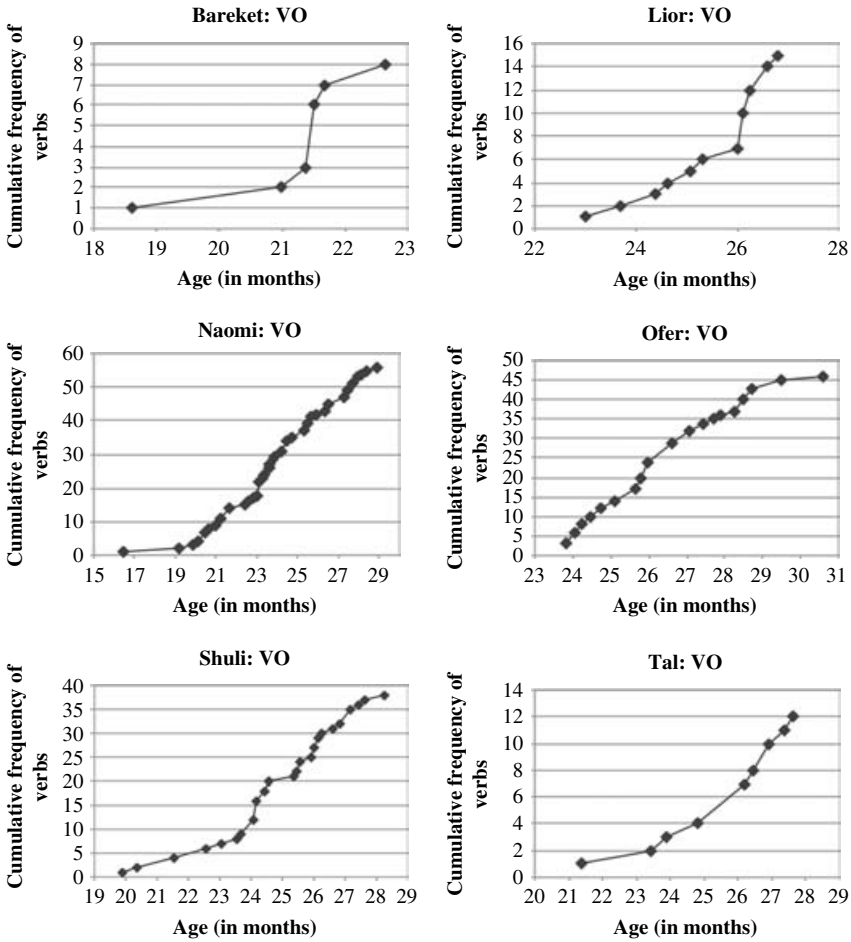 Bareket: VO
Cumulative frequency of
verbs
9
8
7
6
5
4
3
2
1
0
18 19 20 21 22 23
Age (in months)
Lior: VO
Cumulative frequency of
verbs
16
14
12
10
8
6
4
2
0
22 24 26 28
Age (in months)
Naomi: VO
Cumulative frequency of
verbs
60
50
40
30
20
10
0
15 17 19 21 23 25 27 29
Age (in months)
Ofer: VO
Cumulative frequency of
verbs
50
45
40
35
30
25
20
15
10
5
0
23 24 25 26 27 28 29 30 31
Age (in months)
Shuli: VO
Cumulative frequency of
verbs
40
35
30
25
20
15
10
5
0
19 20 21 22 23 24 25 26 27 28 29
Age (in months)
Tal: VO
Cumulative frequency of
verbs
14
12
10
8
6
4
2
0
20 21 22 23 24 25 26 27 28 29
Age (in months)